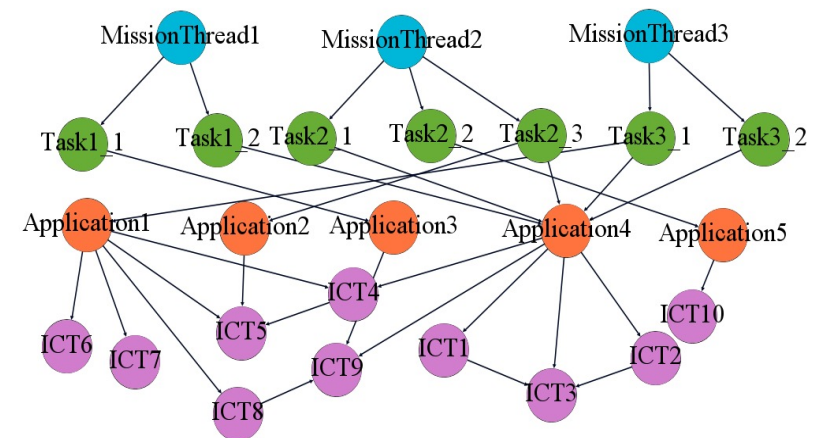 MissionThread1
MissionThread2
MissionThread3
Task1_1
Task1_2
Task2_1
Task2_2
Task2_3
Task3_1
Task3_2
Application1
Application2
Application3
Application4
Application5
ICT4
ICT10
ICT5
ICT6
ICT7
ICT9
ICT1
ICT2
ICT8
ICT3